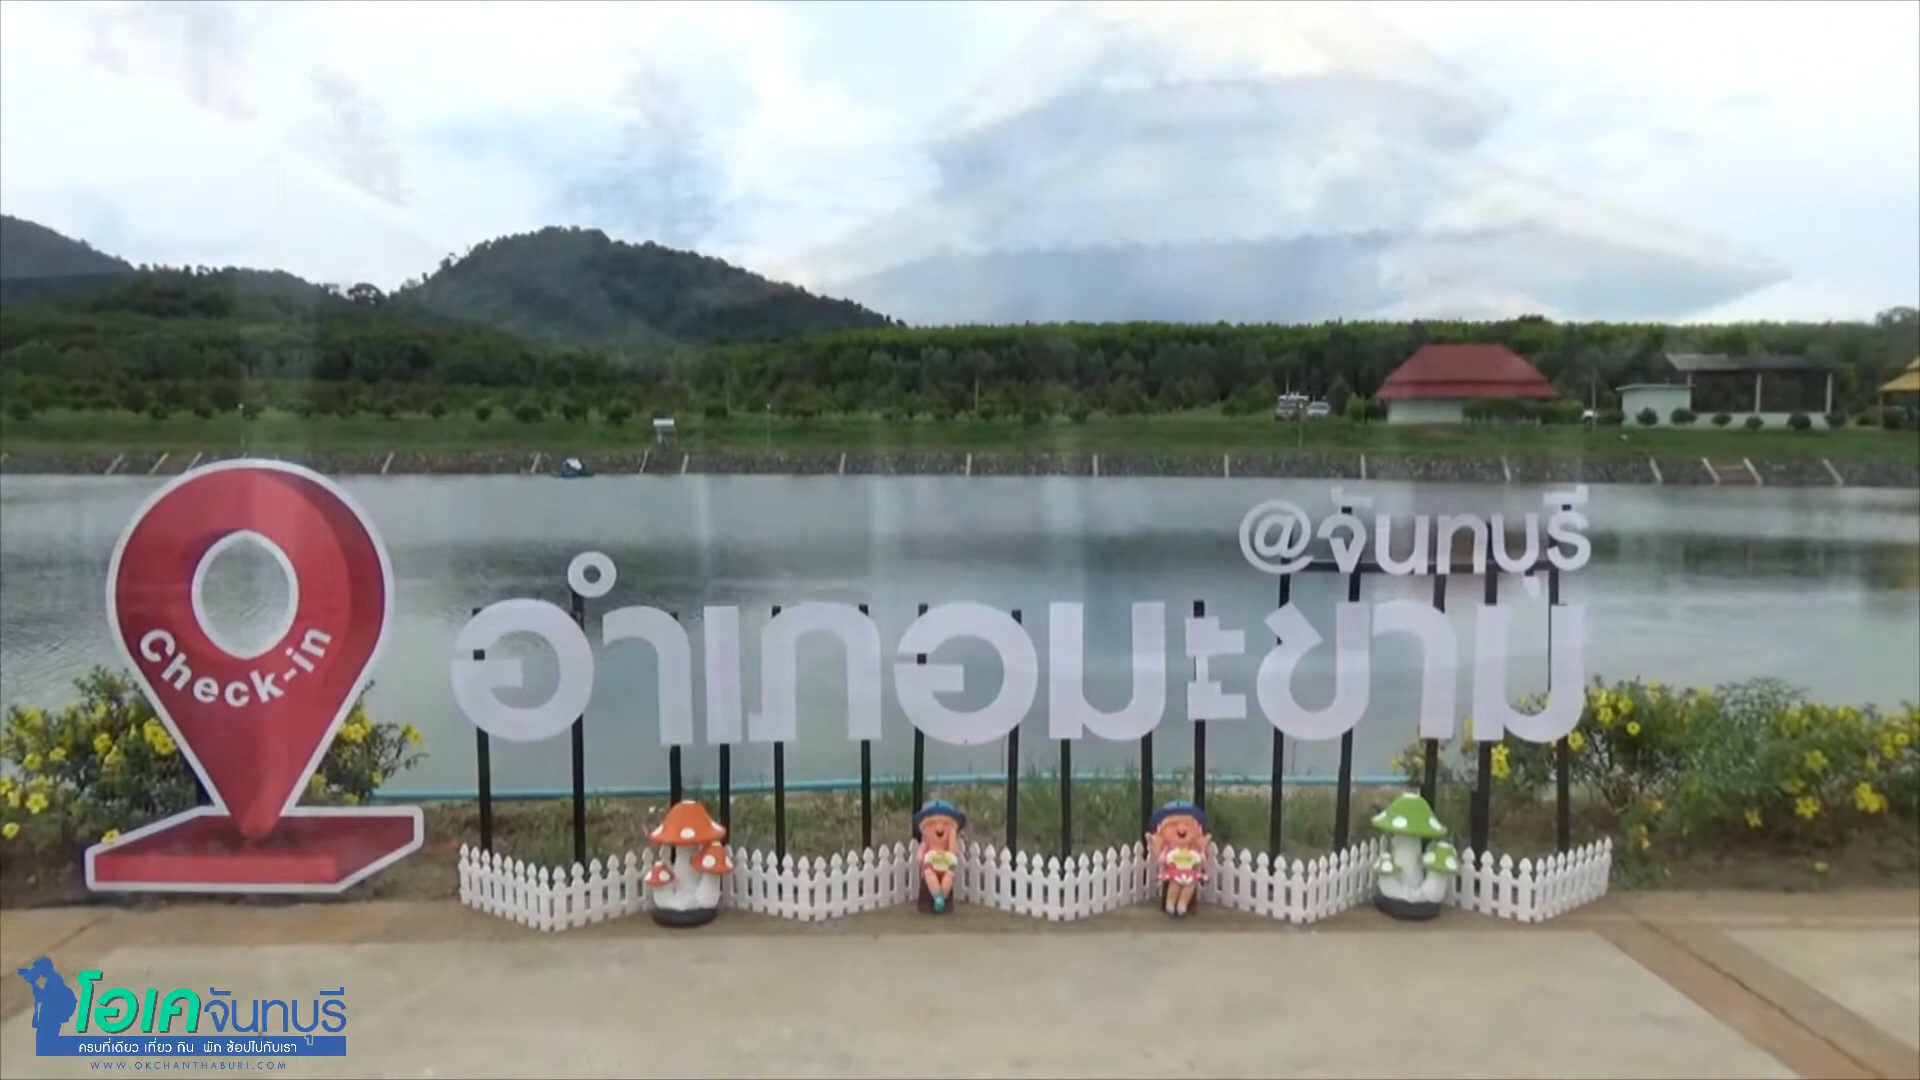 @จันทบุรี
Check-in
อำเภอมะขาม
โอเคจันทบุรี
ครบที่เดียว เที่ยว กิน พัก ช้อปไปกับเรา
WWW.OKCHANTHABURI.COM